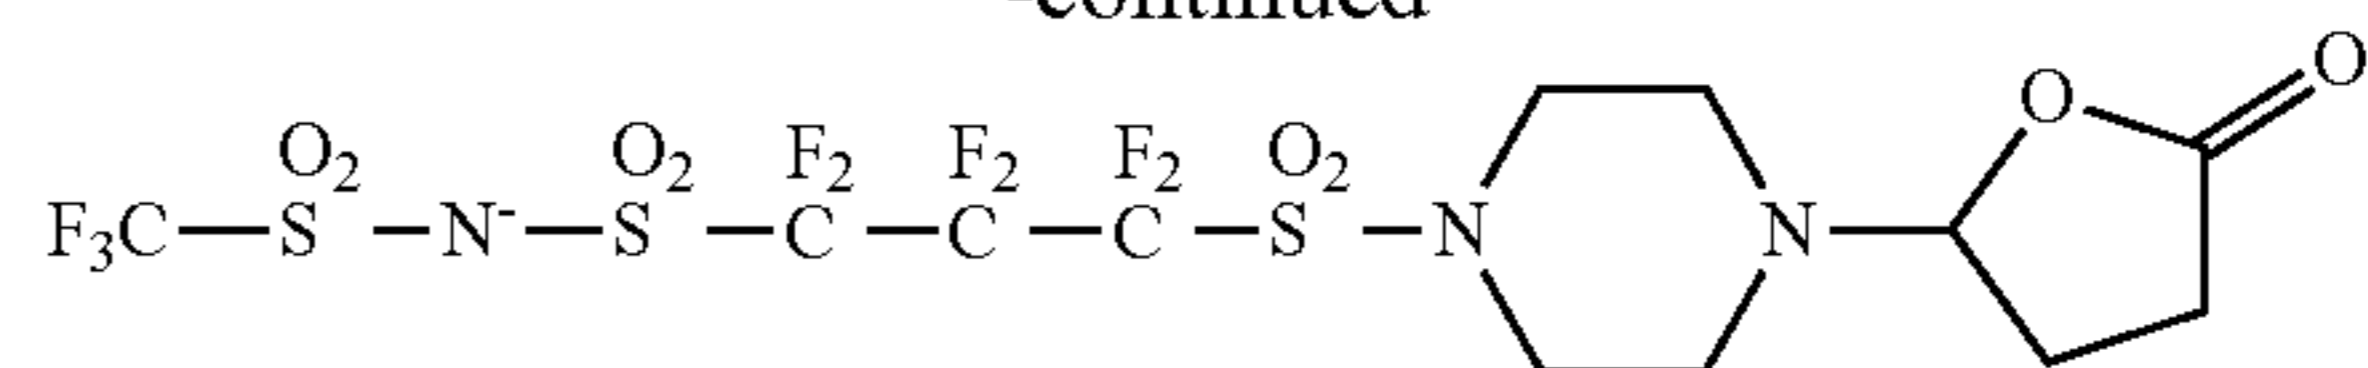 -continued
O
O2 O2 F2 F2 F2 O2 O
F3C—S—N-—S—C—C—C—S—N N